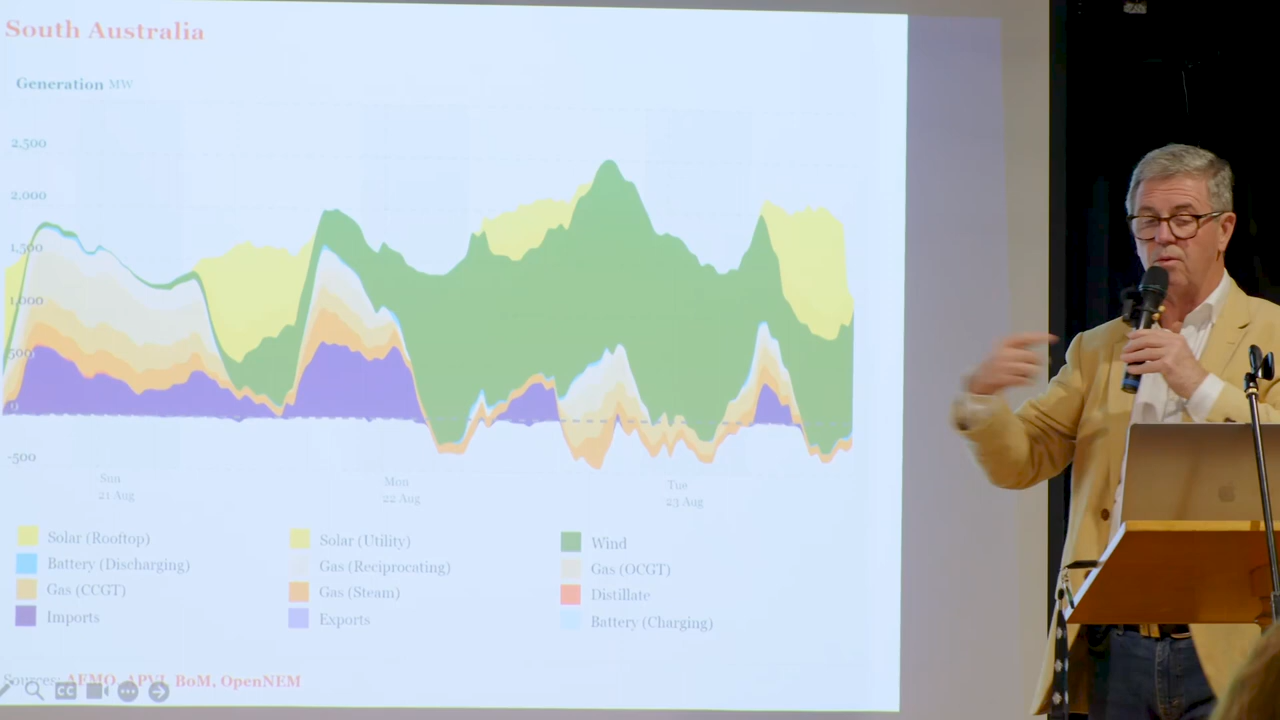 South Australia
Generation MW
2,500
2,000
1,500
1,000
500
0
-500
Sun
21 Aug
Mon
22 Aug
Tue
23 Aug
Solar (Rooftop)
Solar (Utility)
Wind
Battery (Discharging)
Gas (Reciprocating)
Gas (OCGT)
Gas (CCGT)
Gas (Steam)
Distillate
Imports
Exports
Battery (Charging)
Sources: AEMO, APVI, BoM, OpenNEM
CC